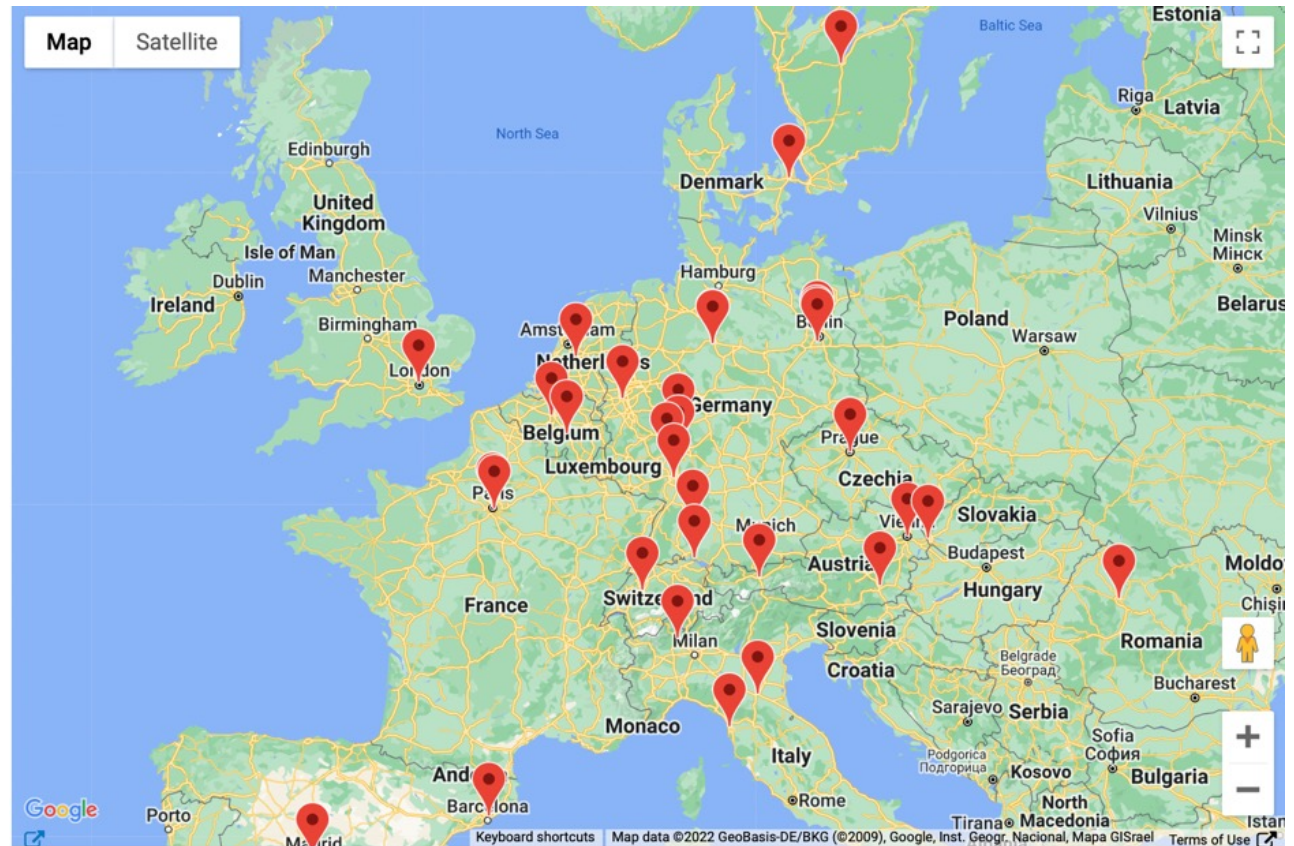 Map
Satellite
Baltic Sea
Estonia
Riga
Latvia
North Sea
Edinburgh
Denmark
Lithuania
United
Kingdom
Vilnius
Minsk
Мінск
Isle of Man
Dublin
Manchester
Hamburg
Ireland
Belarus
Birmingham
Amsterdam
Berlin
Poland
Warsaw
London
Netherlands
Germany
Belgium
Prague
Luxembourg
Czechia
Paris
Vienna
Slovakia
Munich
Budapest
Austria
Moldo
Hungary
France
Switzerland
Chiși
Slovenia
Milan
Romania
Croatia
Belgrade
Београд
Bucharest
Sarajevo
Serbia
Monaco
Sofia
София
Italy
Podgorica
Подгорица
Kosovo
Bulgaria
Andorra
Google
Porto
Barcelona
Rome
North
Macedonia
Tirana
Istan
Madrid
Keyboard shortcuts
Map data ©2022 GeoBasis-DE/BKG (©2009), Google, Inst. Geogr. Nacional, Mapa GISrael
Terms of Use